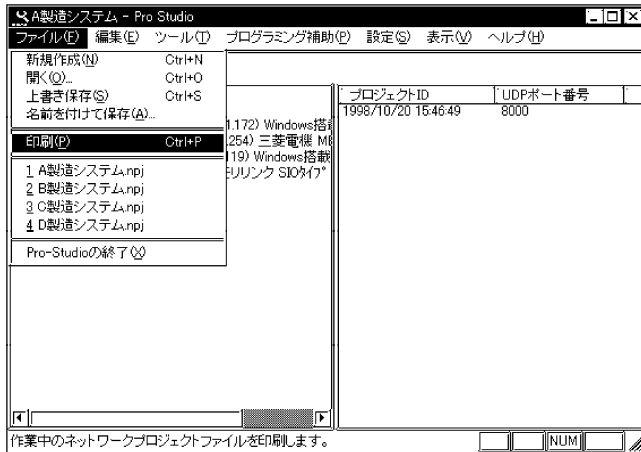 A製造システム - Pro Studio
ファイル(F) 編集(E) ツール(T) プログラミング補助(P) 設定(S) 表示(V) ヘルプ(H)
新規作成(N) Ctrl+N
開く(O)... Ctrl+O
上書き保存(S) Ctrl+S
名前を付けて保存(A)...
印刷(P) Ctrl+P
1 A製造システム.npj
2 B製造システム.npj
3 C製造システム.npj
4 D製造システム.npj
Pro-Studioの終了(X)
プロジェクトID UDPポート番号
1998/10/20 15:46:49 8000
1.172) Windows搭
.254) 三菱電機
119) Windows搭載
モリリンク SIOタイプ
作業中のネットワークプロジェクトファイルを印刷します。 NUM